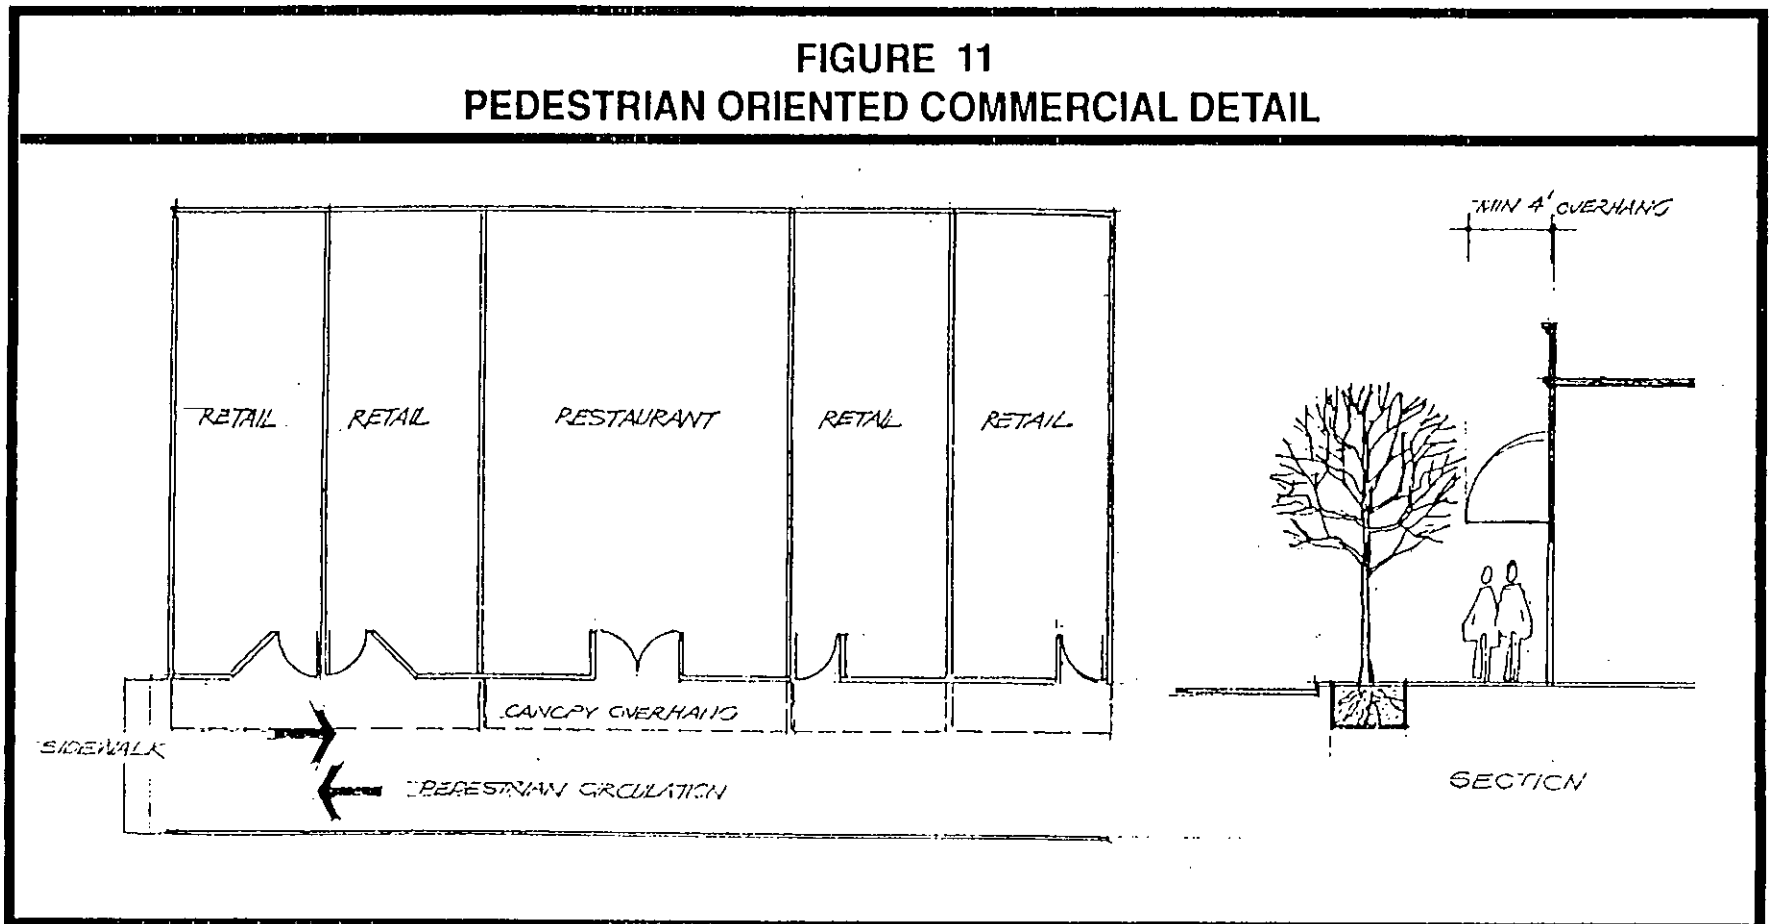 FIGURE 11
PEDESTRIAN ORIENTED COMMERCIAL DETAIL
MIN 4' OVERHANG
RETAIL
RETAIL
RESTAURANT
RETAIL
RETAIL
CANOPY OVERHANG
SIDEWALK
PEDESTRIAN CIRCULATION
SECTION